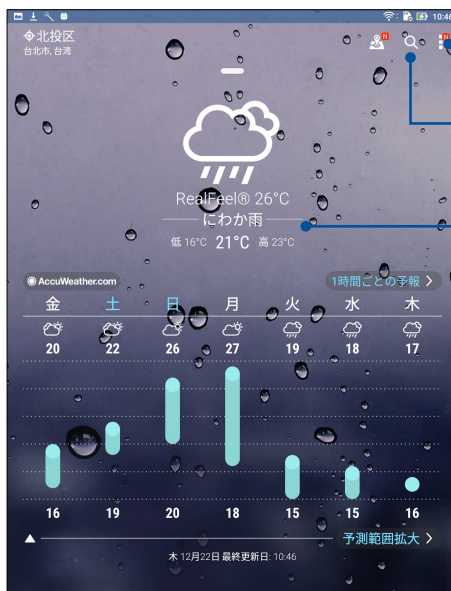 10:46
北投区
台北市, 台湾
N
N
RealFeel® 26°C
にわか雨
低 16°C 21°C 高 23°C
AccuWeather.com
1時間ごとの予報 >
金 土 日 月 火 水 木
20 22 26 27 19 18 17
16 19 20 18 15 15 16
予測範囲拡大 >
木 12月22日 最終更新日: 10:46